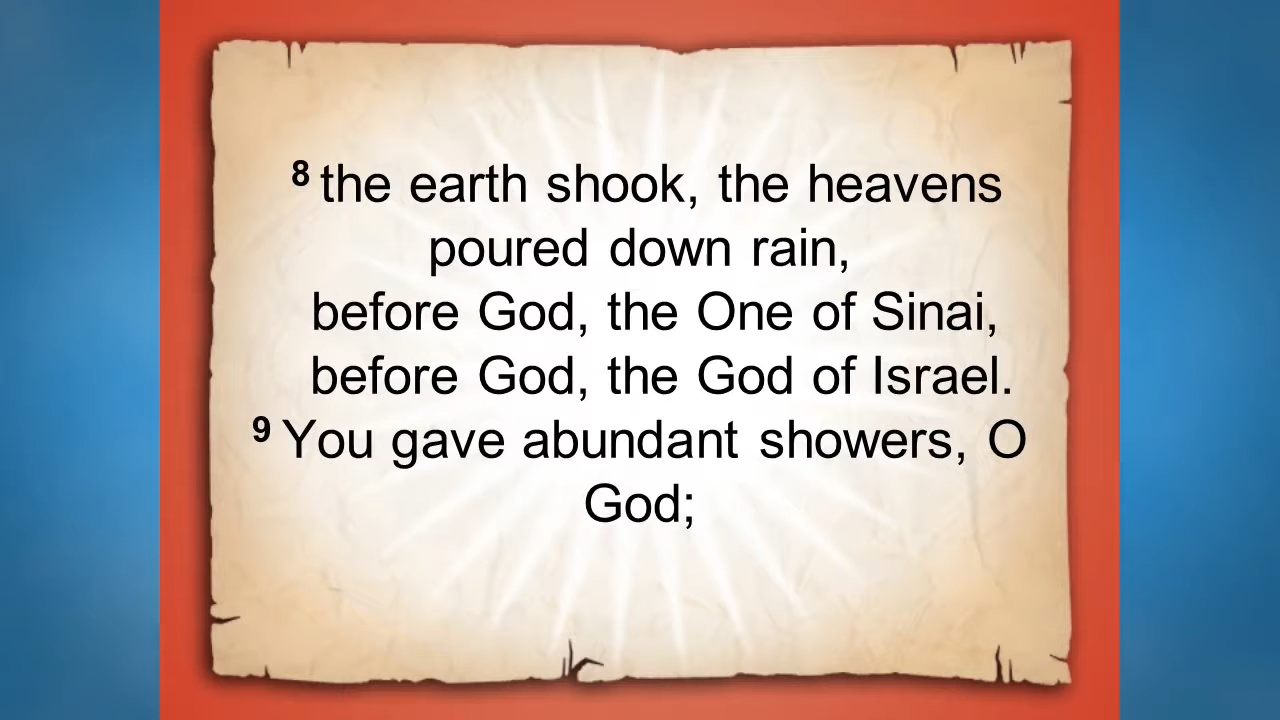 8 the earth shook, the heavens
poured down rain,
before God, the One of Sinai,
before God, the God of Israel.
9 You gave abundant showers, O
God;